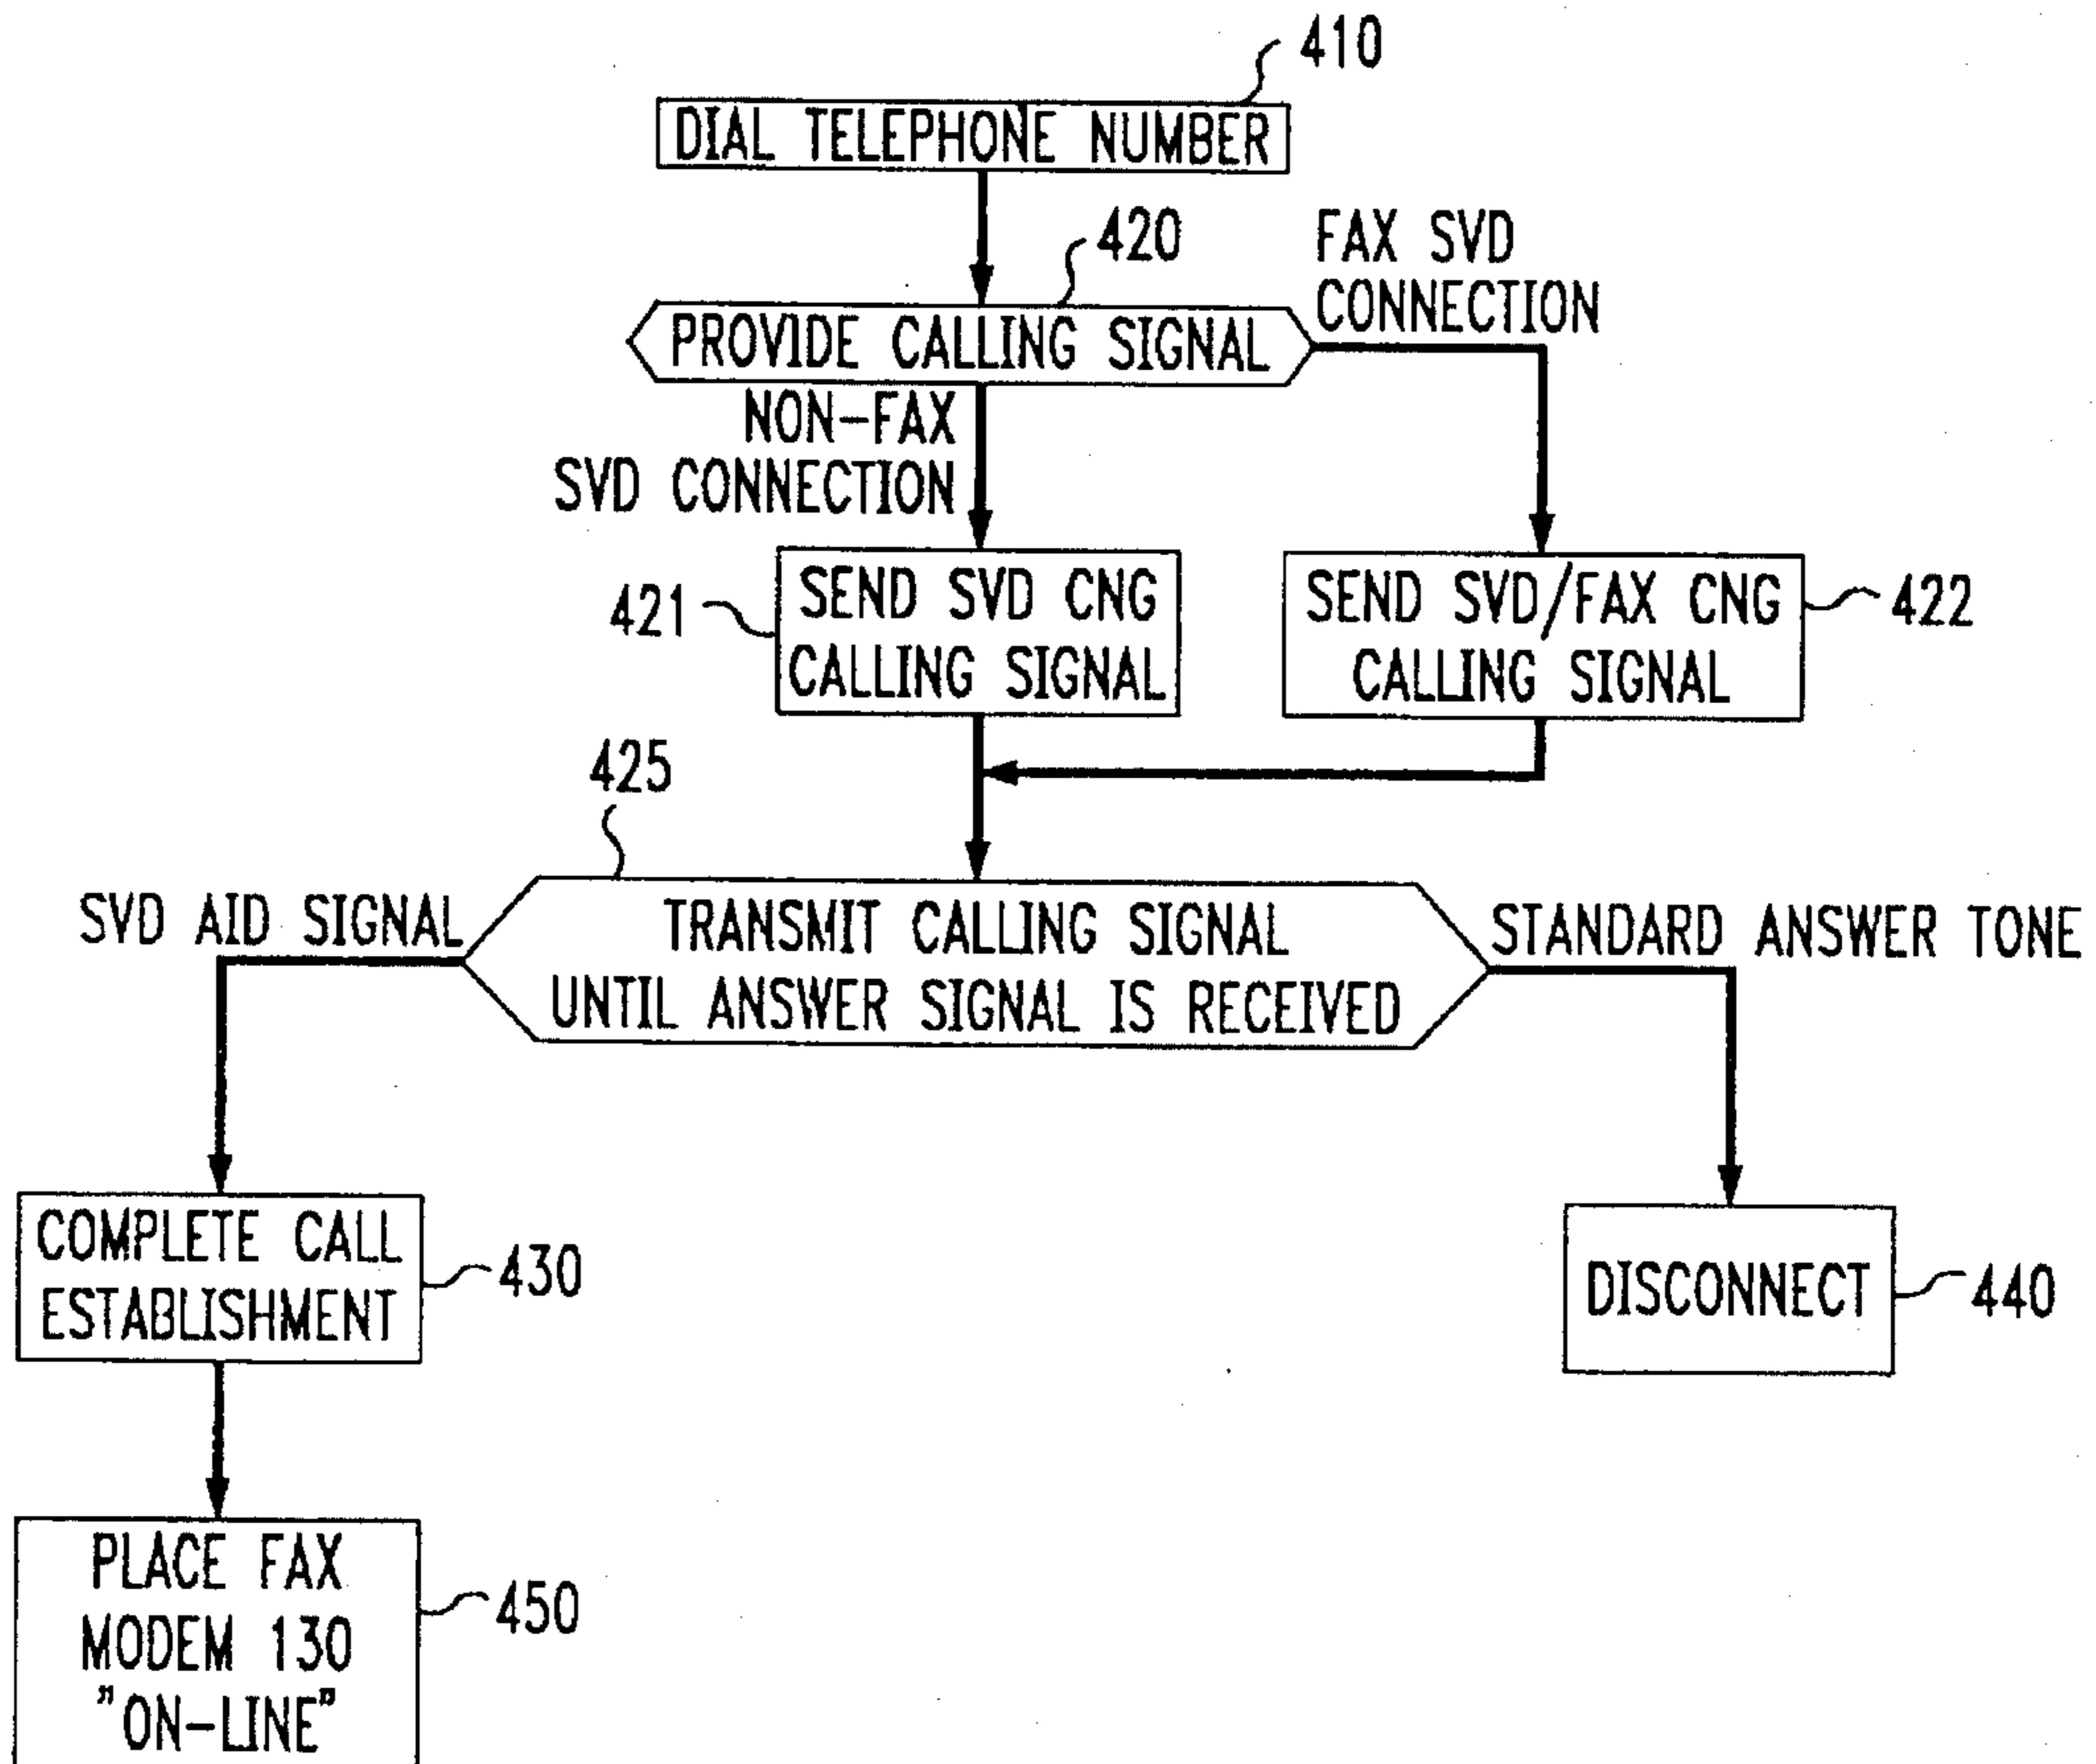 410
DIAL TELEPHONE NUMBER
420
FAX SVD
CONNECTION
PROVIDE CALLING SIGNAL
NON-FAX
SVD CONNECTION
421
SEND SVD CNG
CALLING SIGNAL
SEND SVD/FAX CNG
CALLING SIGNAL
422
425
SVD AID SIGNAL
TRANSMIT CALLING SIGNAL
UNTIL ANSWER SIGNAL IS RECEIVED
STANDARD ANSWER TONE
COMPLETE CALL
ESTABLISHMENT
430
DISCONNECT
440
PLACE FAX
MODEM 130
"ON-LINE"
450